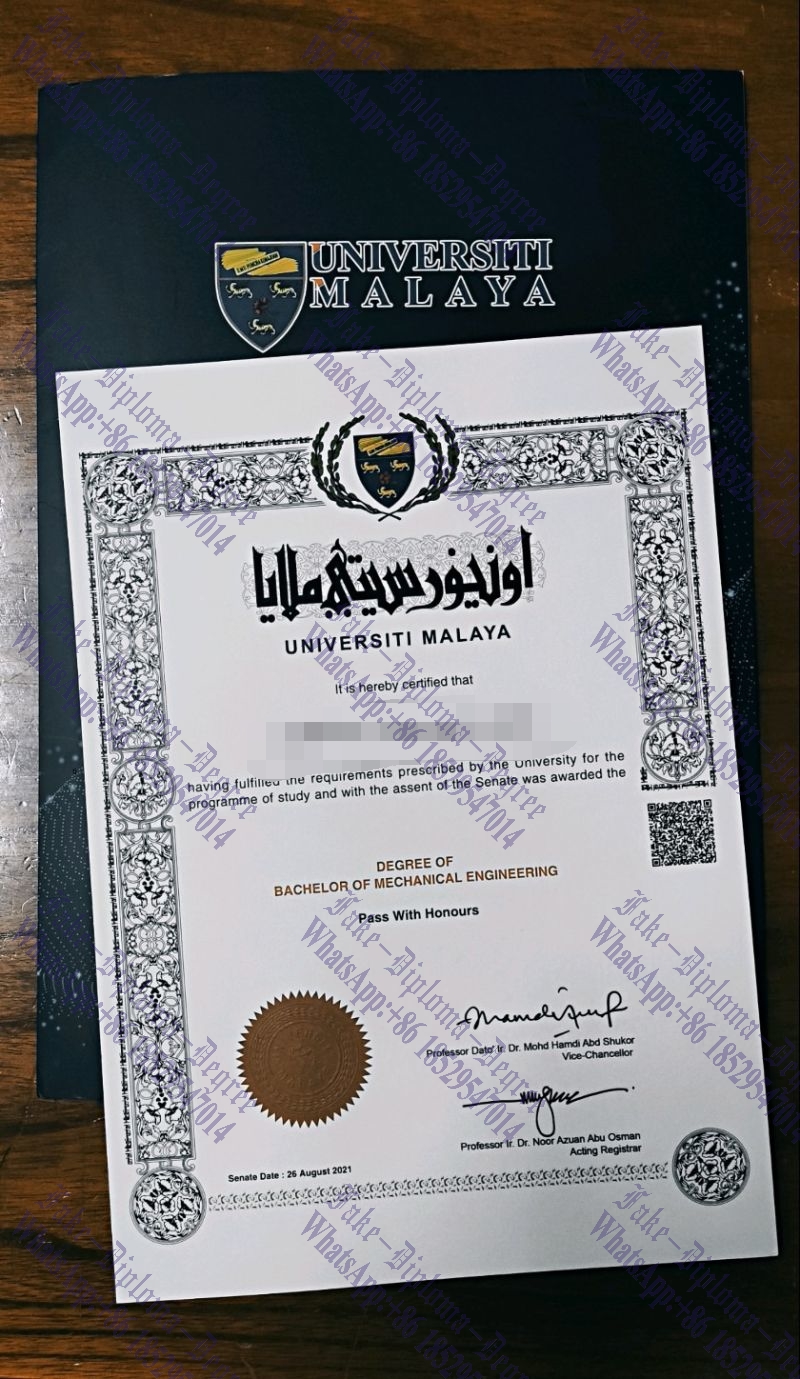 UNIVERSITI
MALAYA
اونيۏرسيتي ملايا
UNIVERSITI MALAYA
It is hereby certified that
having fulfilled the requirements prescribed by the University for the
programme of study and with the assent of the Senate was awarded the
DEGREE OF
BACHELOR OF MECHANICAL ENGINEERING
Pass With Honours
Professor Dato' Ir. Dr. Mohd Hamdi Abd Shukor
Vice-Chancellor
Professor Ir. Dr. Noor Azuan Abu Osman
Acting Registrar
Senate Date : 26 August 2021
Fake-Diploma-Degree
WhatsApp:+86 18529547014